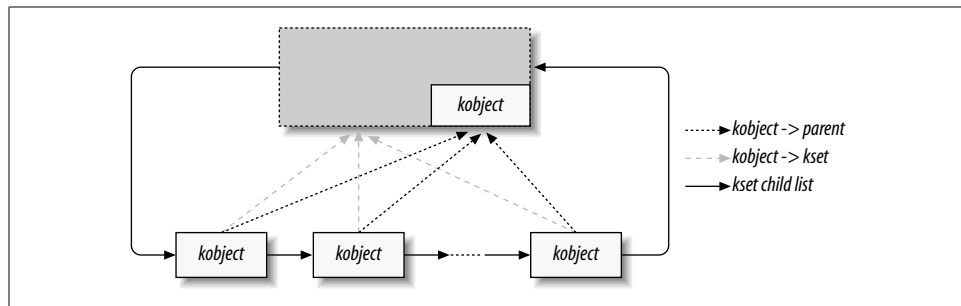 kobject
kobject -> parent
kobject -> kset
kset child list
kobject
kobject
kobject